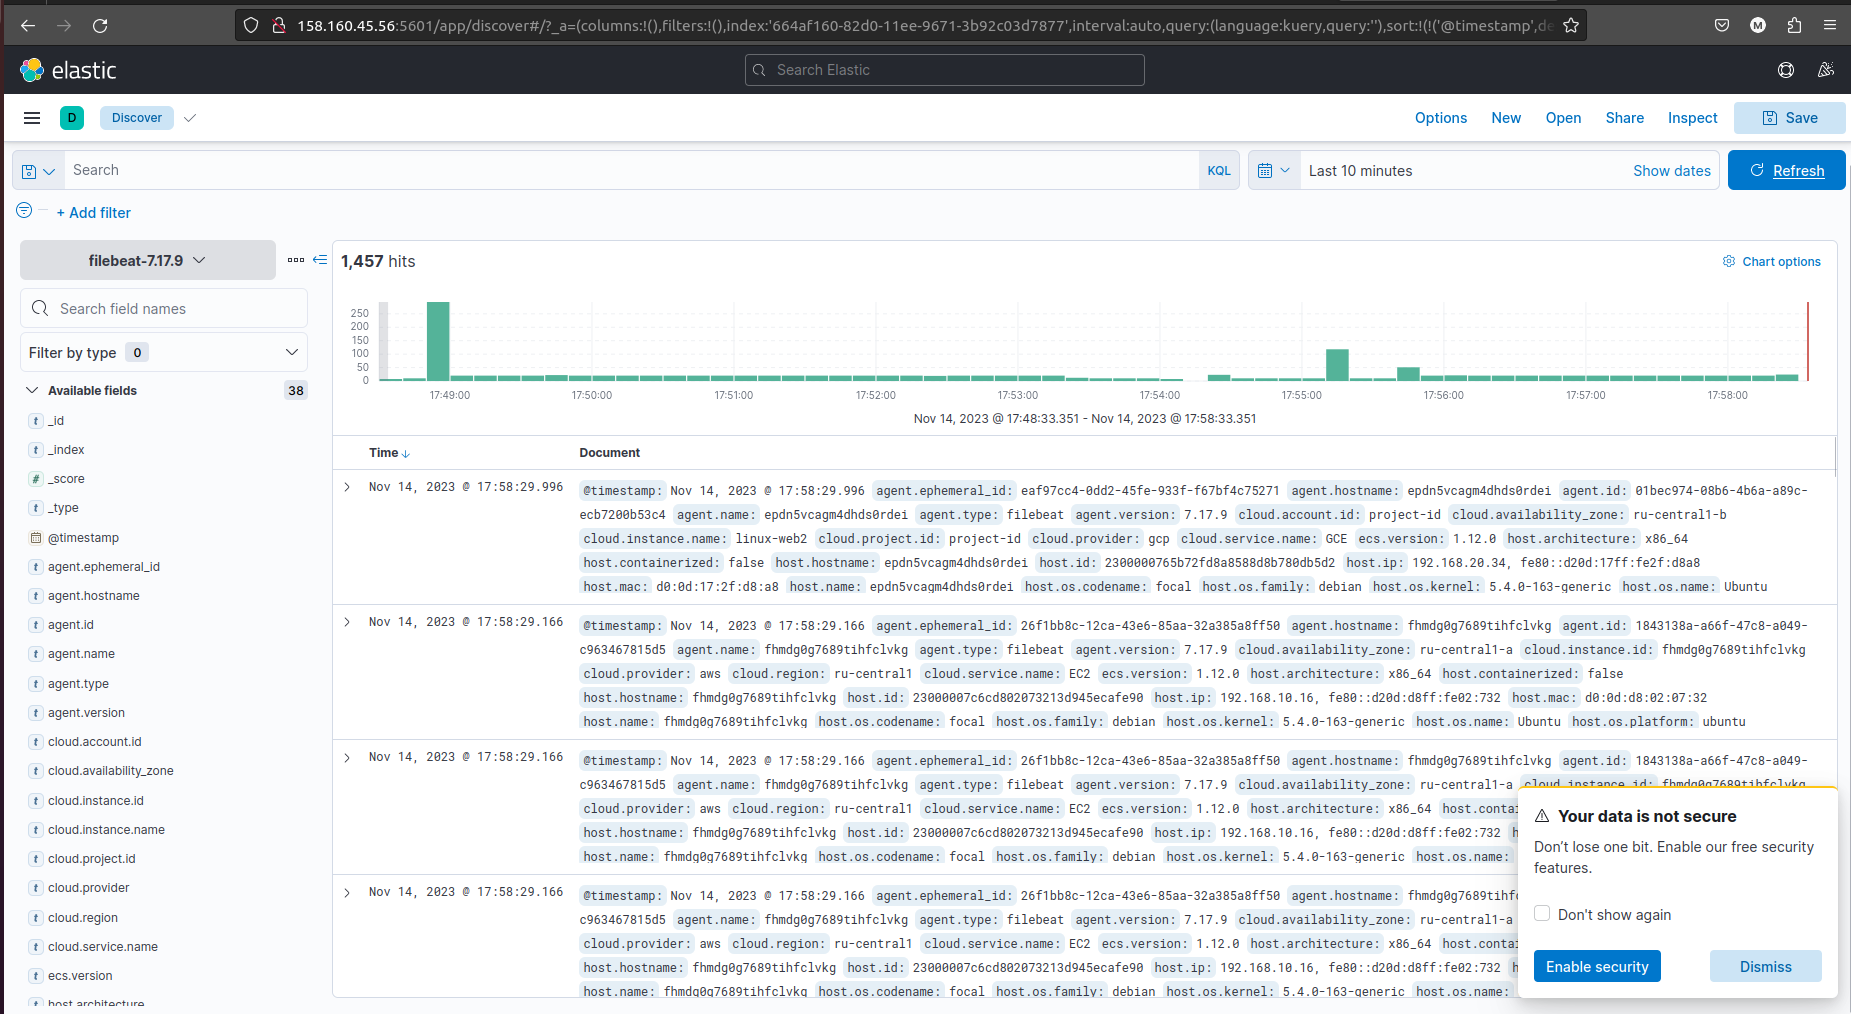 158.160.45.56:5601/app/discover#/?_a=(columns:!(),filters:!(),index:'664af160-82d0-11ee-9671-3b92c03d7877',interval:auto,query:(language:kuery,query:''),sort:!(!('@timestamp',de
M
elastic
Search Elastic
D
Discover
Options
New
Open
Share
Inspect
Save
Search
KQL
Last 10 minutes
Show dates
Refresh
+ Add filter
filebeat-7.17.9
Search field names
Filter by type 0
Available fields 38
t _id
t _index
# _score
t _type
@timestamp
t agent.ephemeral_id
t agent.hostname
t agent.id
t agent.name
t agent.type
t agent.version
t cloud.account.id
t cloud.availability_zone
t cloud.instance.id
t cloud.instance.name
t cloud.project.id
t cloud.provider
t cloud.region
t cloud.service.name
t ecs.version
t host.architecture
1,457 hits
Chart options
250
200
150
100
50
0
17:49:00 17:50:00 17:51:00 17:52:00 17:53:00 17:54:00 17:55:00 17:56:00 17:57:00 17:58:00
Nov 14, 2023 @ 17:48:33.351 - Nov 14, 2023 @ 17:58:33.351
Time Document
Nov 14, 2023 @ 17:58:29.996 @timestamp: Nov 14, 2023 @ 17:58:29.996 agent.ephemeral_id: eaf97cc4-0dd2-45fe-933f-f67bf4c75271 agent.hostname: epdn5vcagm4dhds0rdei agent.id: 01bec974-08b6-4b6a-a89c-
ecb7200b53c4 agent.name: epdn5vcagm4dhds0rdei agent.type: filebeat agent.version: 7.17.9 cloud.account.id: project-id cloud.availability_zone: ru-central1-b
cloud.instance.name: linux-web2 cloud.project.id: project-id cloud.provider: gcp cloud.service.name: GCE ecs.version: 1.12.0 host.architecture: x86_64
host.containerized: false host.hostname: epdn5vcagm4dhds0rdei host.id: 2300000765b72fd8a8588d8b780db5d2 host.ip: 192.168.20.34, fe80::d20d:17ff:fe2f:d8a8
host.mac: d0:0d:17:2f:d8:a8 host.name: epdn5vcagm4dhds0rdei host.os.codename: focal host.os.family: debian host.os.kernel: 5.4.0-163-generic host.os.name: Ubuntu
Nov 14, 2023 @ 17:58:29.166 @timestamp: Nov 14, 2023 @ 17:58:29.166 agent.ephemeral_id: 26f1bb8c-12ca-43e6-85aa-32a385a8ff50 agent.hostname: fhmdg0g7689tihfclvkg agent.id: 1843138a-a66f-47c8-a049-
c963467815d5 agent.name: fhmdg0g7689tihfclvkg agent.type: filebeat agent.version: 7.17.9 cloud.availability_zone: ru-central1-a cloud.instance.id: fhmdg0g7689tihfclvkg
cloud.provider: aws cloud.region: ru-central1 cloud.service.name: EC2 ecs.version: 1.12.0 host.architecture: x86_64 host.containerized: false
host.hostname: fhmdg0g7689tihfclvkg host.id: 23000007c6cd802073213d945ecafe90 host.ip: 192.168.10.16, fe80::d20d:d8ff:fe02:732 host.mac: d0:0d:d8:02:07:32
host.name: fhmdg0g7689tihfclvkg host.os.codename: focal host.os.family: debian host.os.kernel: 5.4.0-163-generic host.os.name: Ubuntu host.os.platform: ubuntu
Nov 14, 2023 @ 17:58:29.166 @timestamp: Nov 14, 2023 @ 17:58:29.166 agent.ephemeral_id: 26f1bb8c-12ca-43e6-85aa-32a385a8ff50 agent.hostname: fhmdg0g7689tihfclvkg agent.id: 1843138a-a66f-47c8-a049-
c963467815d5 agent.name: fhmdg0g7689tihfclvkg agent.type: filebeat agent.version: 7.17.9 cloud.availability_zone: ru-central1-a cloud.instance.id: fhmdg0g7689tihfclvkg
cloud.provider: aws cloud.region: ru-central1 cloud.service.name: EC2 ecs.version: 1.12.0 host.architecture: x86_64 host.contai
host.hostname: fhmdg0g7689tihfclvkg host.id: 23000007c6cd802073213d945ecafe90 host.ip: 192.168.10.16, fe80::d20d:d8ff:fe02:732
host.name: fhmdg0g7689tihfclvkg host.os.codename: focal host.os.family: debian host.os.kernel: 5.4.0-163-generic host.os.name:
Nov 14, 2023 @ 17:58:29.166 @timestamp: Nov 14, 2023 @ 17:58:29.166 agent.ephemeral_id: 26f1bb8c-12ca-43e6-85aa-32a385a8ff50 agent.hostname: fhmdg0g7689tihf
c963467815d5 agent.name: fhmdg0g7689tihfclvkg agent.type: filebeat agent.version: 7.17.9 cloud.availability_zone: ru-central1-a
cloud.provider: aws cloud.region: ru-central1 cloud.service.name: EC2 ecs.version: 1.12.0 host.architecture: x86_64 host.contai
host.hostname: fhmdg0g7689tihfclvkg host.id: 23000007c6cd802073213d945ecafe90 host.ip: 192.168.10.16, fe80::d20d:d8ff:fe02:732
host.name: fhmdg0g7689tihfclvkg host.os.codename: focal host.os.family: debian host.os.kernel: 5.4.0-163-generic host.os.name:
Your data is not secure
Don't lose one bit. Enable our free security
features.
Don't show again
Enable security
Dismiss